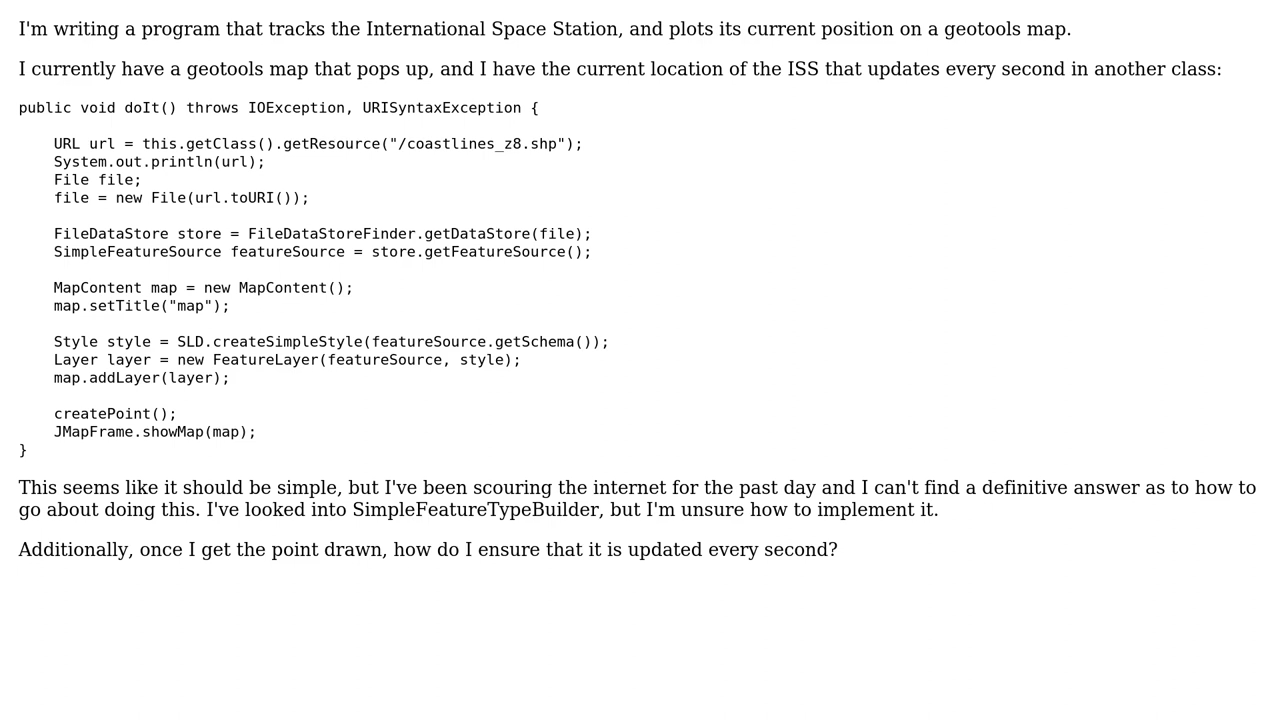 I'm writing a program that tracks the International Space Station, and plots its current position on a geotools map.
I currently have a geotools map that pops up, and I have the current location of the ISS that updates every second in another class:
public void doIt() throws IOException, URISyntaxException {
    URL url = this.getClass().getResource("/coastlines_z8.shp");
    System.out.println(url);
    File file;
    file = new File(url.toURI());
    FileDataStore store = FileDataStoreFinder.getDataStore(file);
    SimpleFeatureSource featureSource = store.getFeatureSource();
    MapContent map = new MapContent();
    map.setTitle("map");
    Style style = SLD.createSimpleStyle(featureSource.getSchema());
    Layer layer = new FeatureLayer(featureSource, style);
    map.addLayer(layer);
    createPoint();
    JMapFrame.showMap(map);
}
This seems like it should be simple, but I've been scouring the internet for the past day and I can't find a definitive answer as to how to
go about doing this. I've looked into SimpleFeatureTypeBuilder, but I'm unsure how to implement it.
Additionally, once I get the point drawn, how do I ensure that it is updated every second?